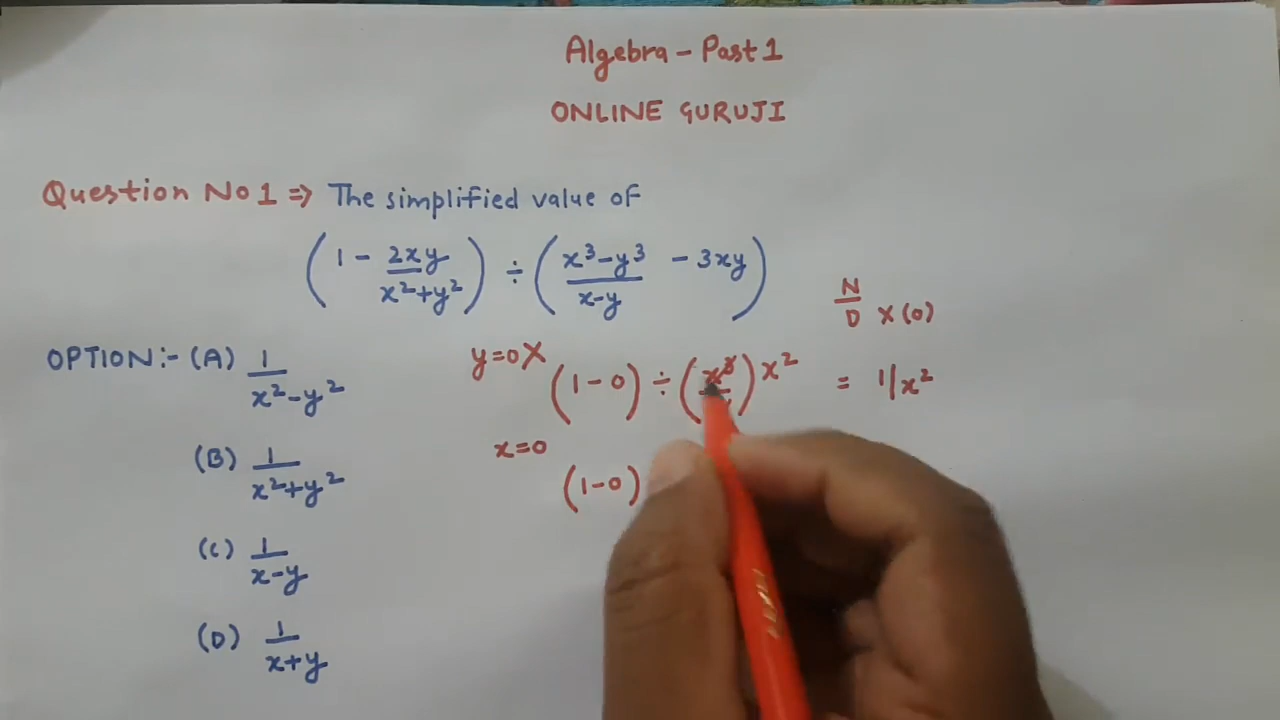 Algebra - Part 1
ONLINE GURUJI
Question No 1 ⇒ The simplified value of
(1 - 2xy/(x²+y²)) ÷ ((x³-y³)/(x-y) - 3xy)
N/D × (0)
OPTION:- (A) 1/(x²-y²)
(B) 1/(x²+y²)
(C) 1/(x-y)
(D) 1/(x+y)
y=0 X
(1-0) ÷ (x³) x² = 1/x²
x=0
(1-0)